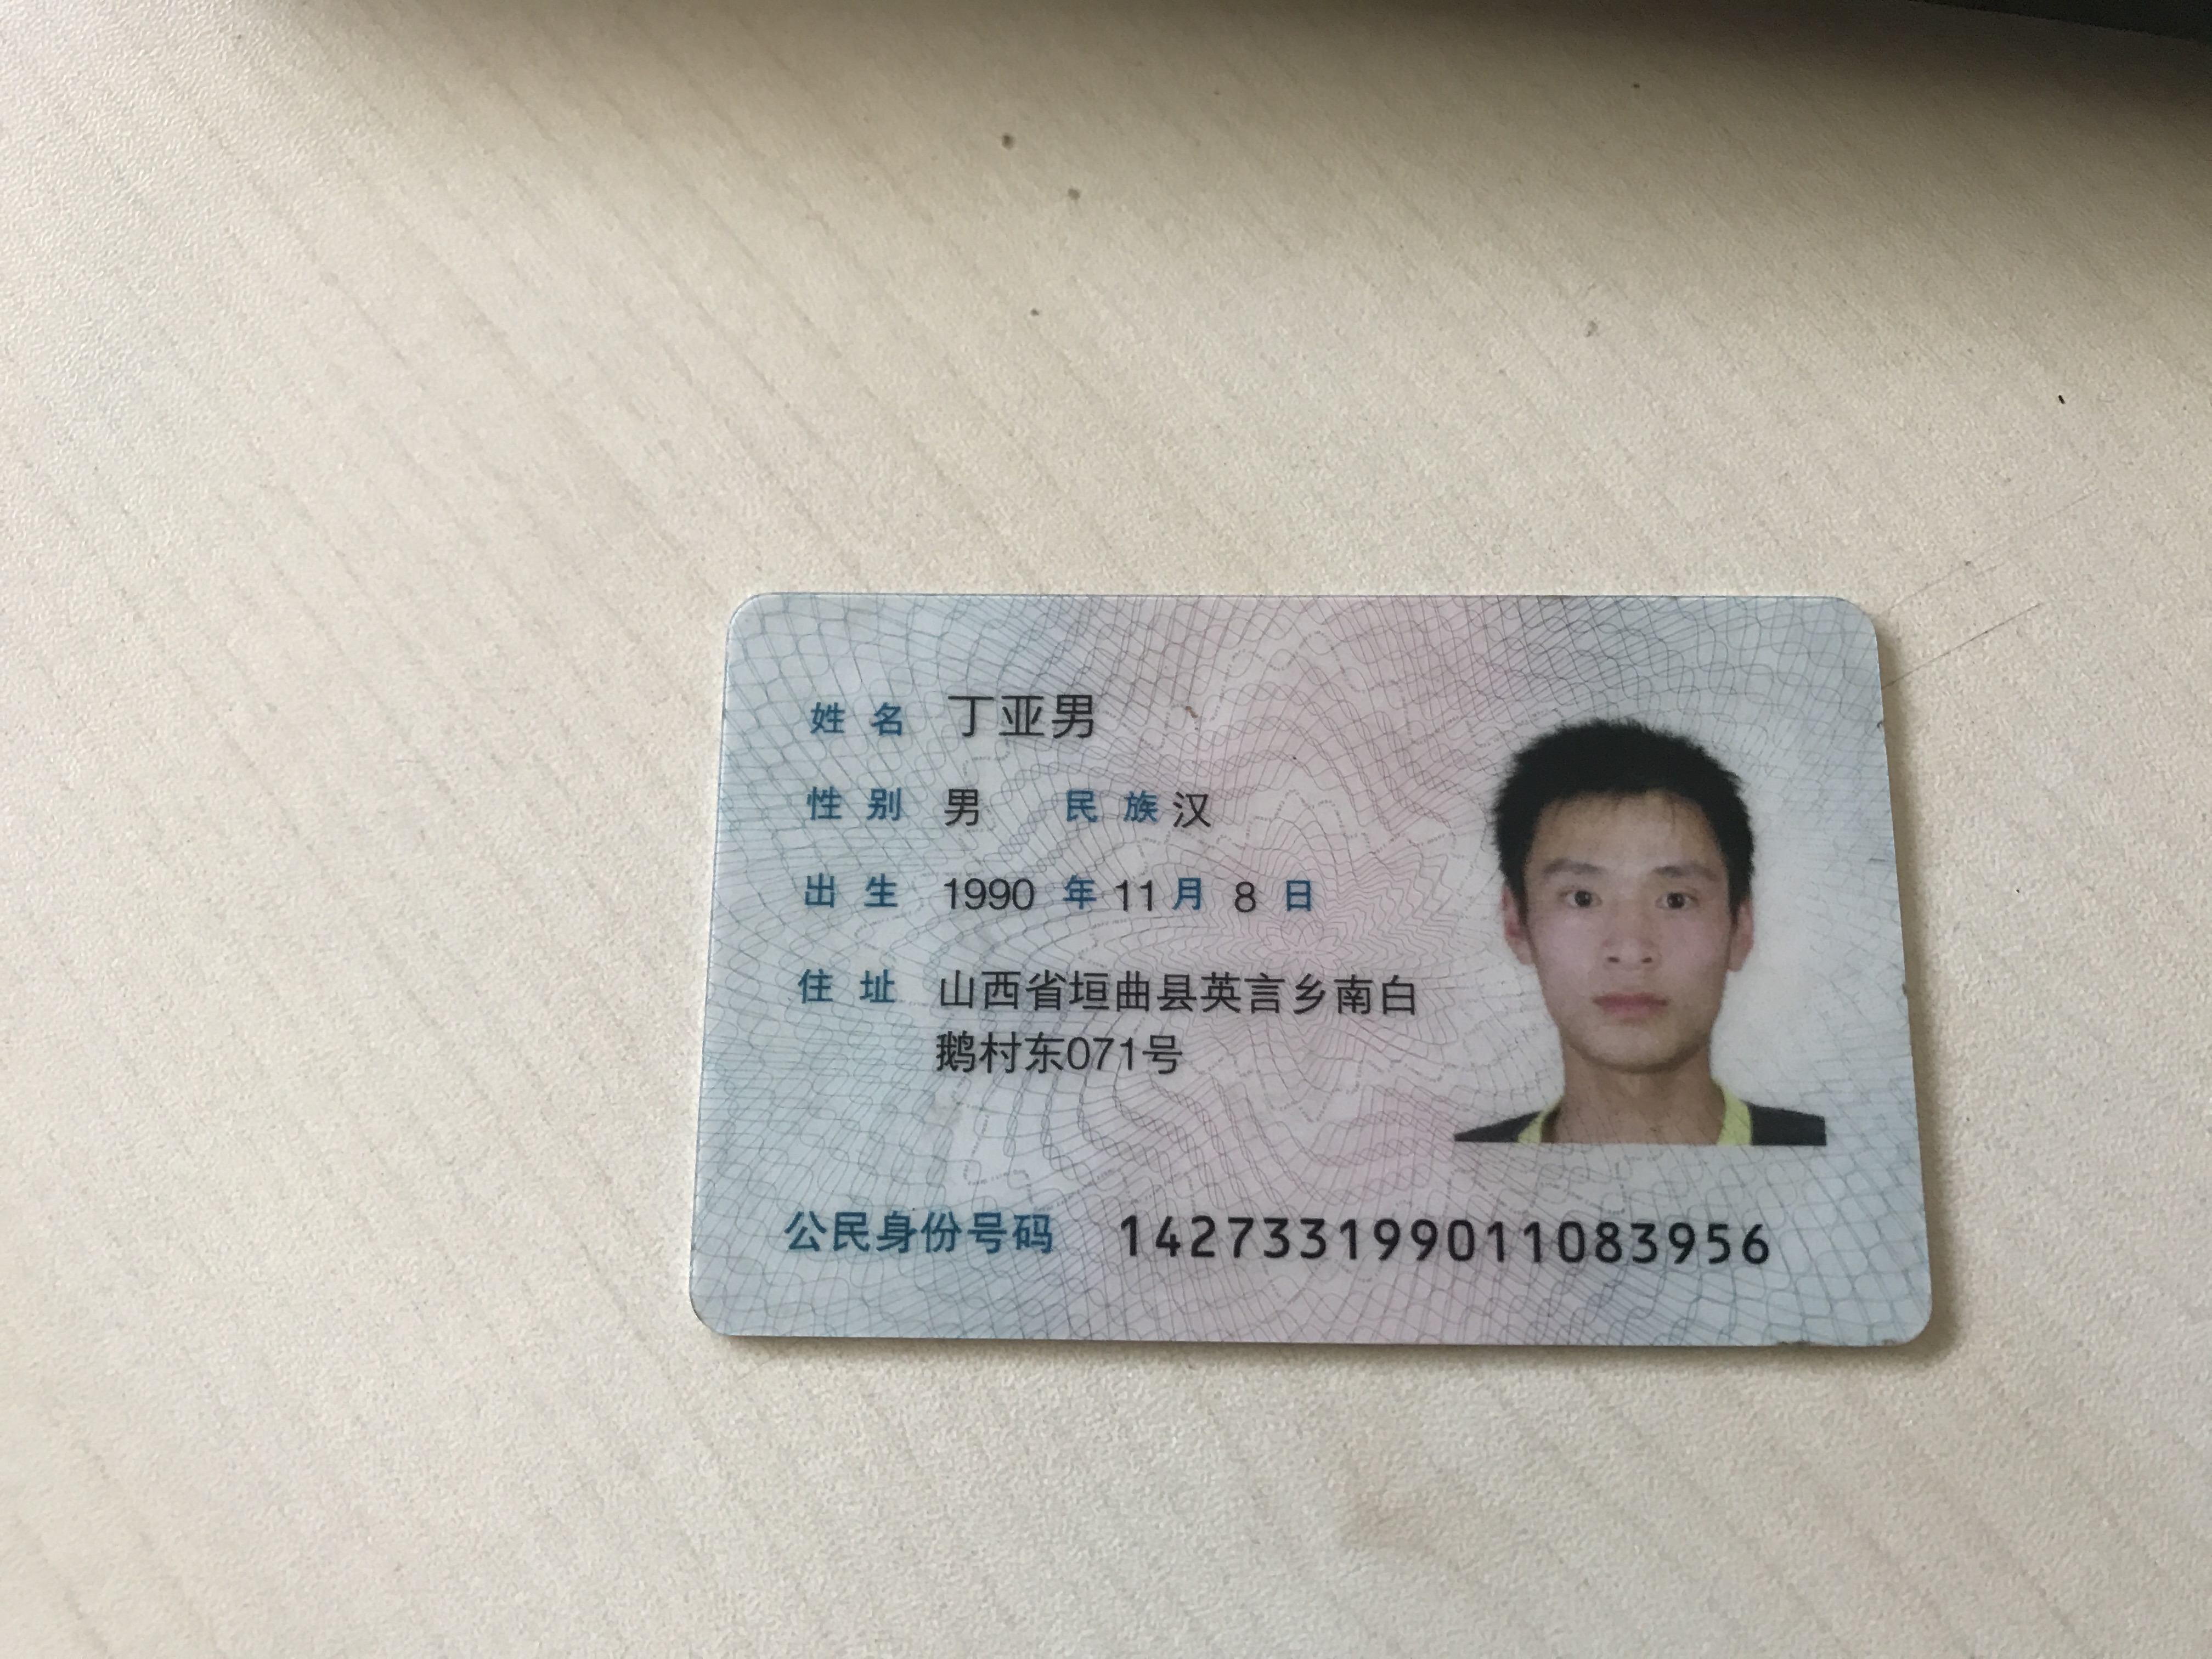 姓名 丁亚男
性别 男 民族 汉
出生 1990 年 11 月 8 日
住址 山西省垣曲县英言乡南白
鹅村东071号
公民身份号码 142733199011083956